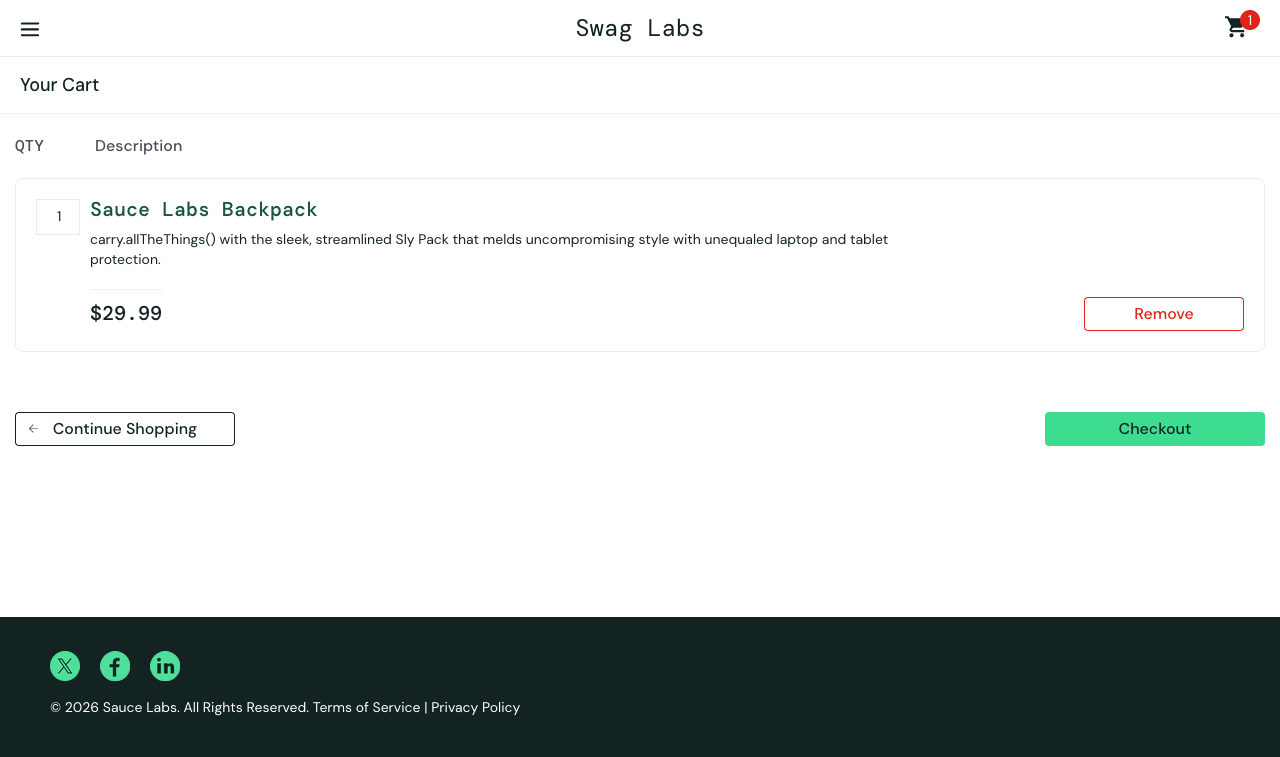 Swag Labs
1
Your Cart
QTY Description
1
Sauce Labs Backpack
carry.allTheThings() with the sleek, streamlined Sly Pack that melds uncompromising style with unequaled laptop and tablet
protection.
$29.99
Remove
Continue Shopping
Checkout
© 2026 Sauce Labs. All Rights Reserved. Terms of Service | Privacy Policy